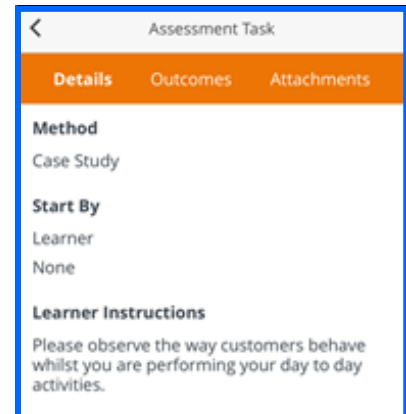 Assessment Task
Details Outcomes Attachments
Method
Case Study
Start By
Learner
None
Learner Instructions
Please observe the way customers behave
whilst you are performing your day to day
activities.